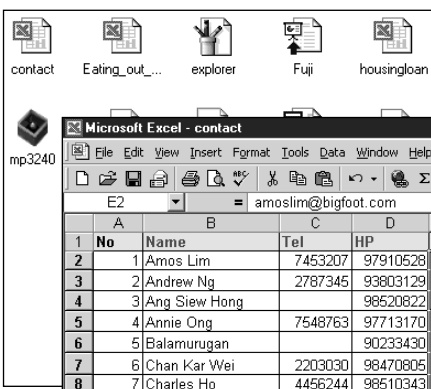 contact Eating_out_... explorer Fuji housingloan
mp3240
Microsoft Excel - contact
File Edit View Insert Format Tools Data Window Help
E2 = amoslim@bigfoot.com
A B C D
1 No Name Tel HP
2 1 Amos Lim 7453207 97910528
3 2 Andrew Ng 2787345 93803129
4 3 Ang Siew Hong 98520822
5 4 Annie Ong 7548763 97713170
6 5 Balamurugan 90233430
7 6 Chan Kar Wei 2203030 98470805
8 7 Charles Ho 4456244 98510343